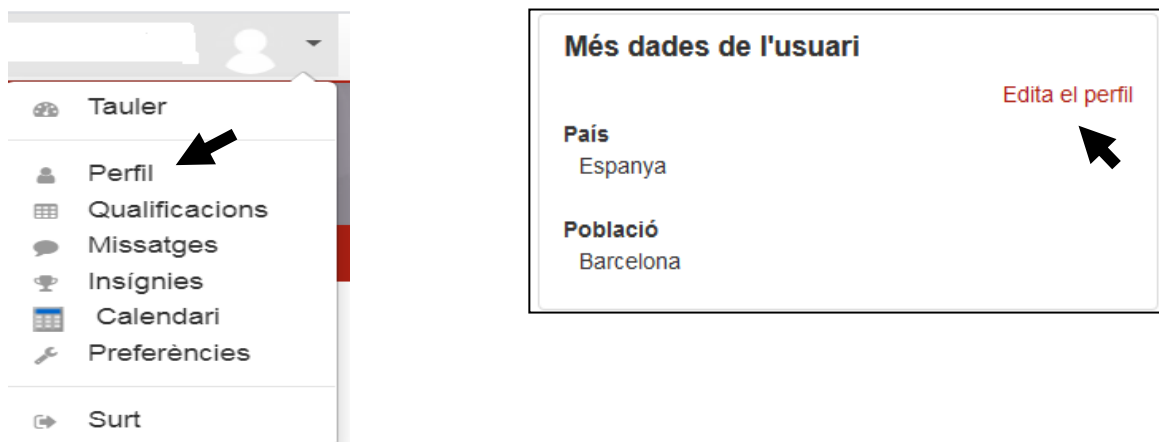 Tauler
Perfil
Qualificacions
Missatges
Insígnies
Calendari
Preferències
Surt
Més dades de l'usuari
Edita el perfil
País
Espanya
Població
Barcelona